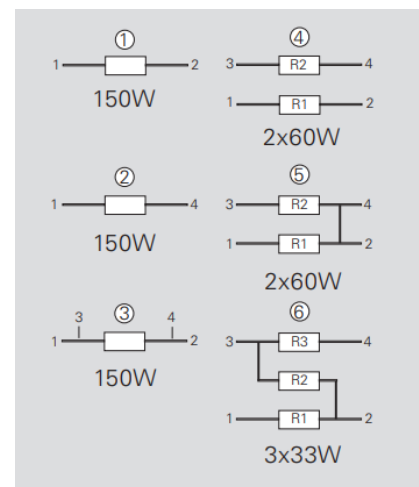 ①
1 2
150W
②
1 4
150W
③
3 4
1 2
150W
④
3 R2 4
1 R1 2
2x60W
⑤
3 R2 4
1 R1 2
2x60W
⑥
3 R3 4
R2
1 R1 2
3x33W